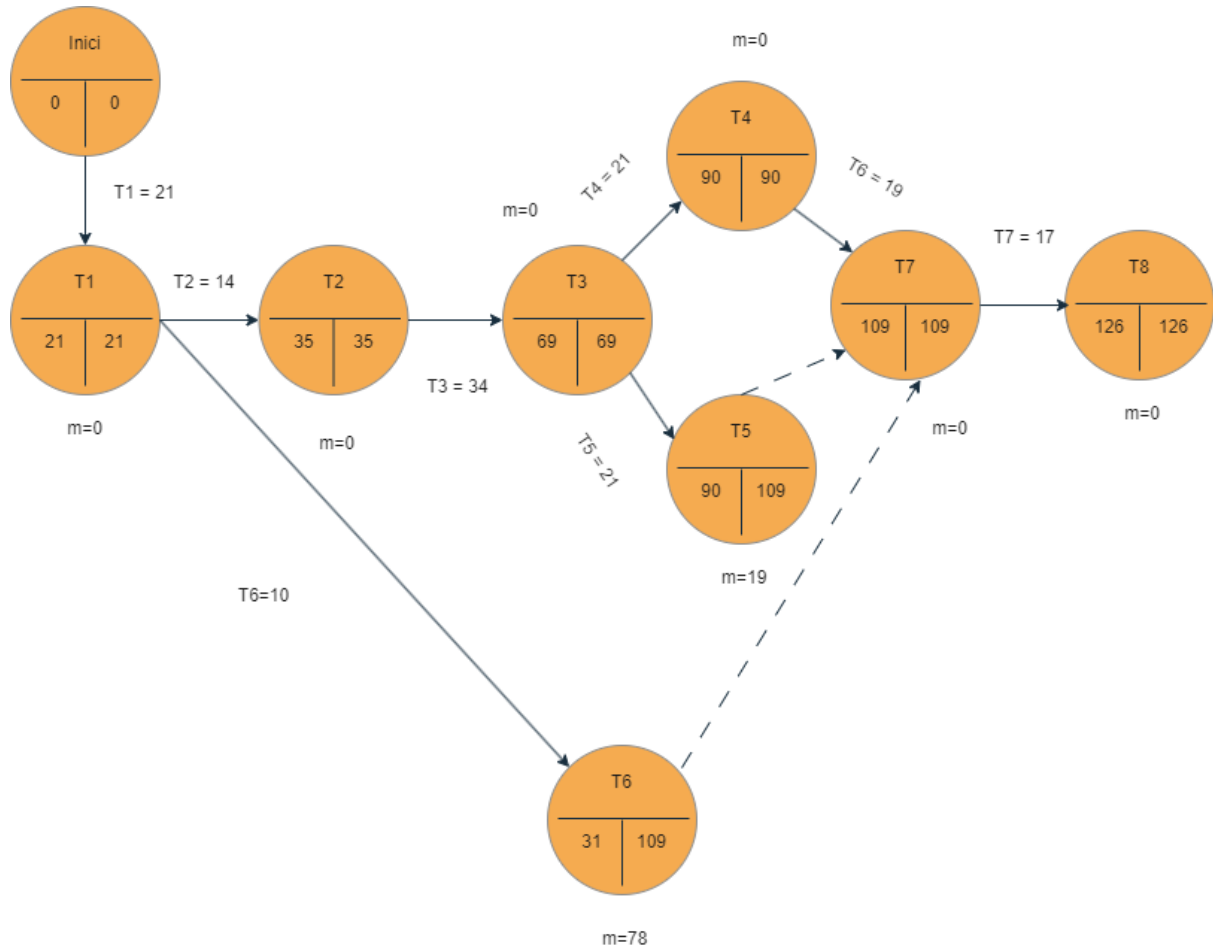 Inici
0 0
T1 = 21
T1
21 21
m=0
T2 = 14
T2
35 35
m=0
T3 = 34
m=0
T3
69 69
T4 = 21
m=0
T4
90 90
T6 = 19
T5 = 21
T5
90 109
m=19
T7
109 109
m=0
T7 = 17
T8
126 126
m=0
T6=10
T6
31 109
m=78